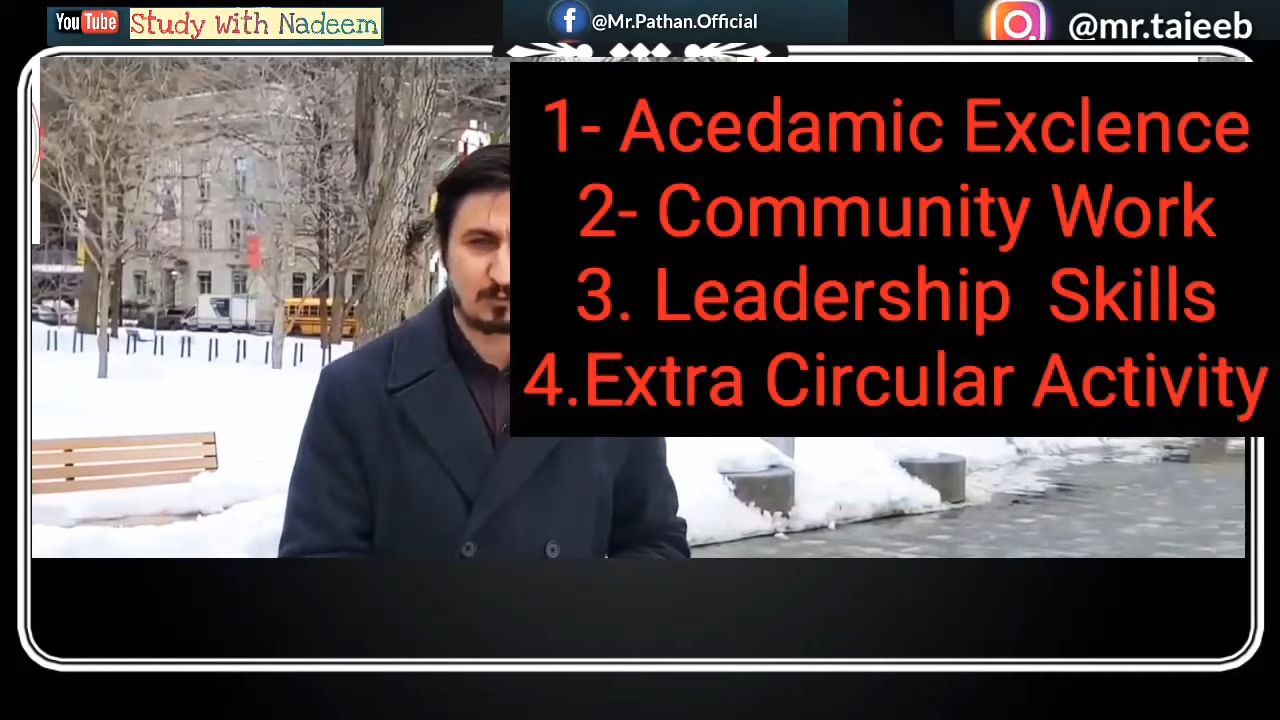 YouTube Study With Nadeem
@Mr.Pathan.Official
@mr.tajeeb
1- Acedamic Exclence
2- Community Work
3. Leadership Skills
4.Extra Circular Activity